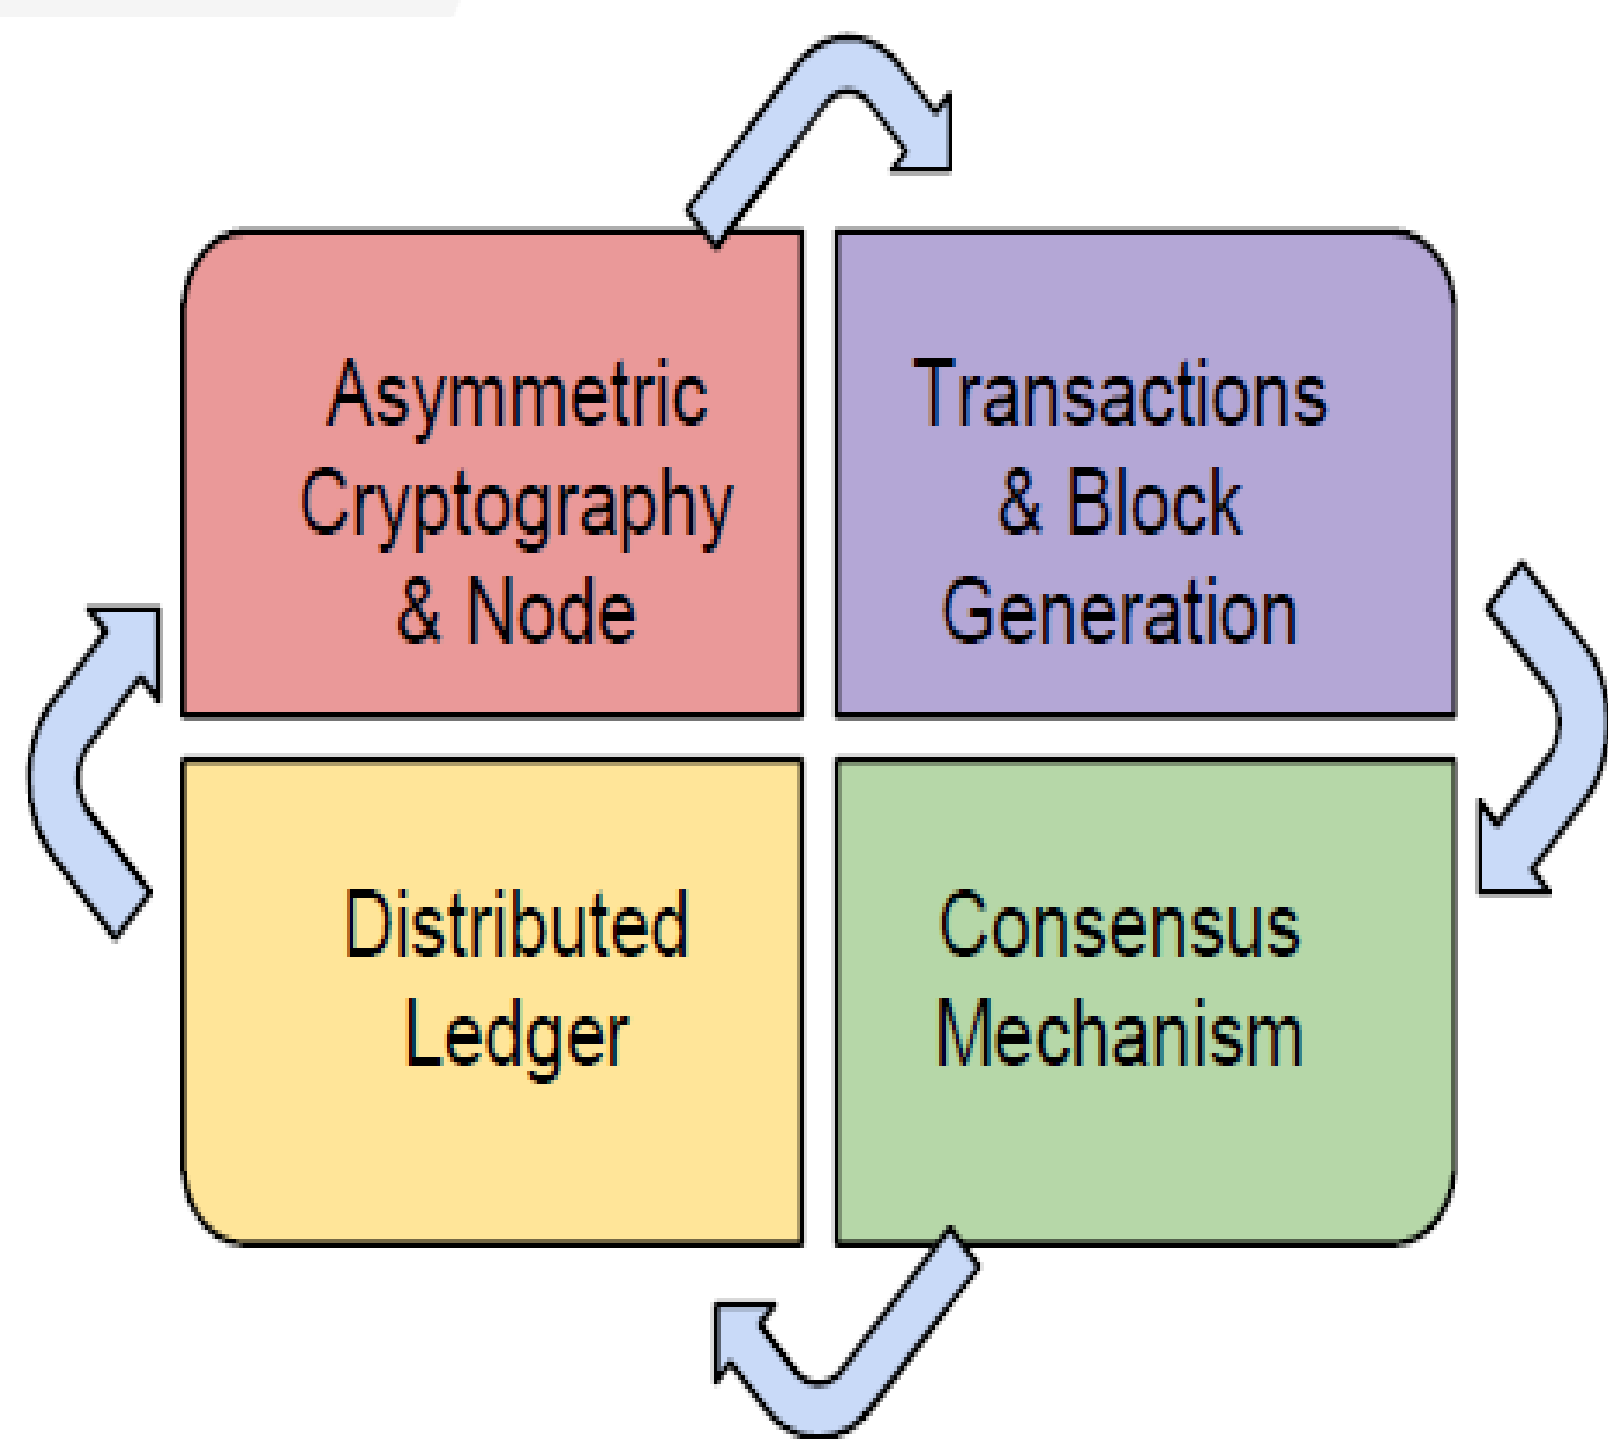 Asymmetric
Cryptography
& Node
Transactions
& Block
Generation
Distributed
Ledger
Consensus
Mechanism